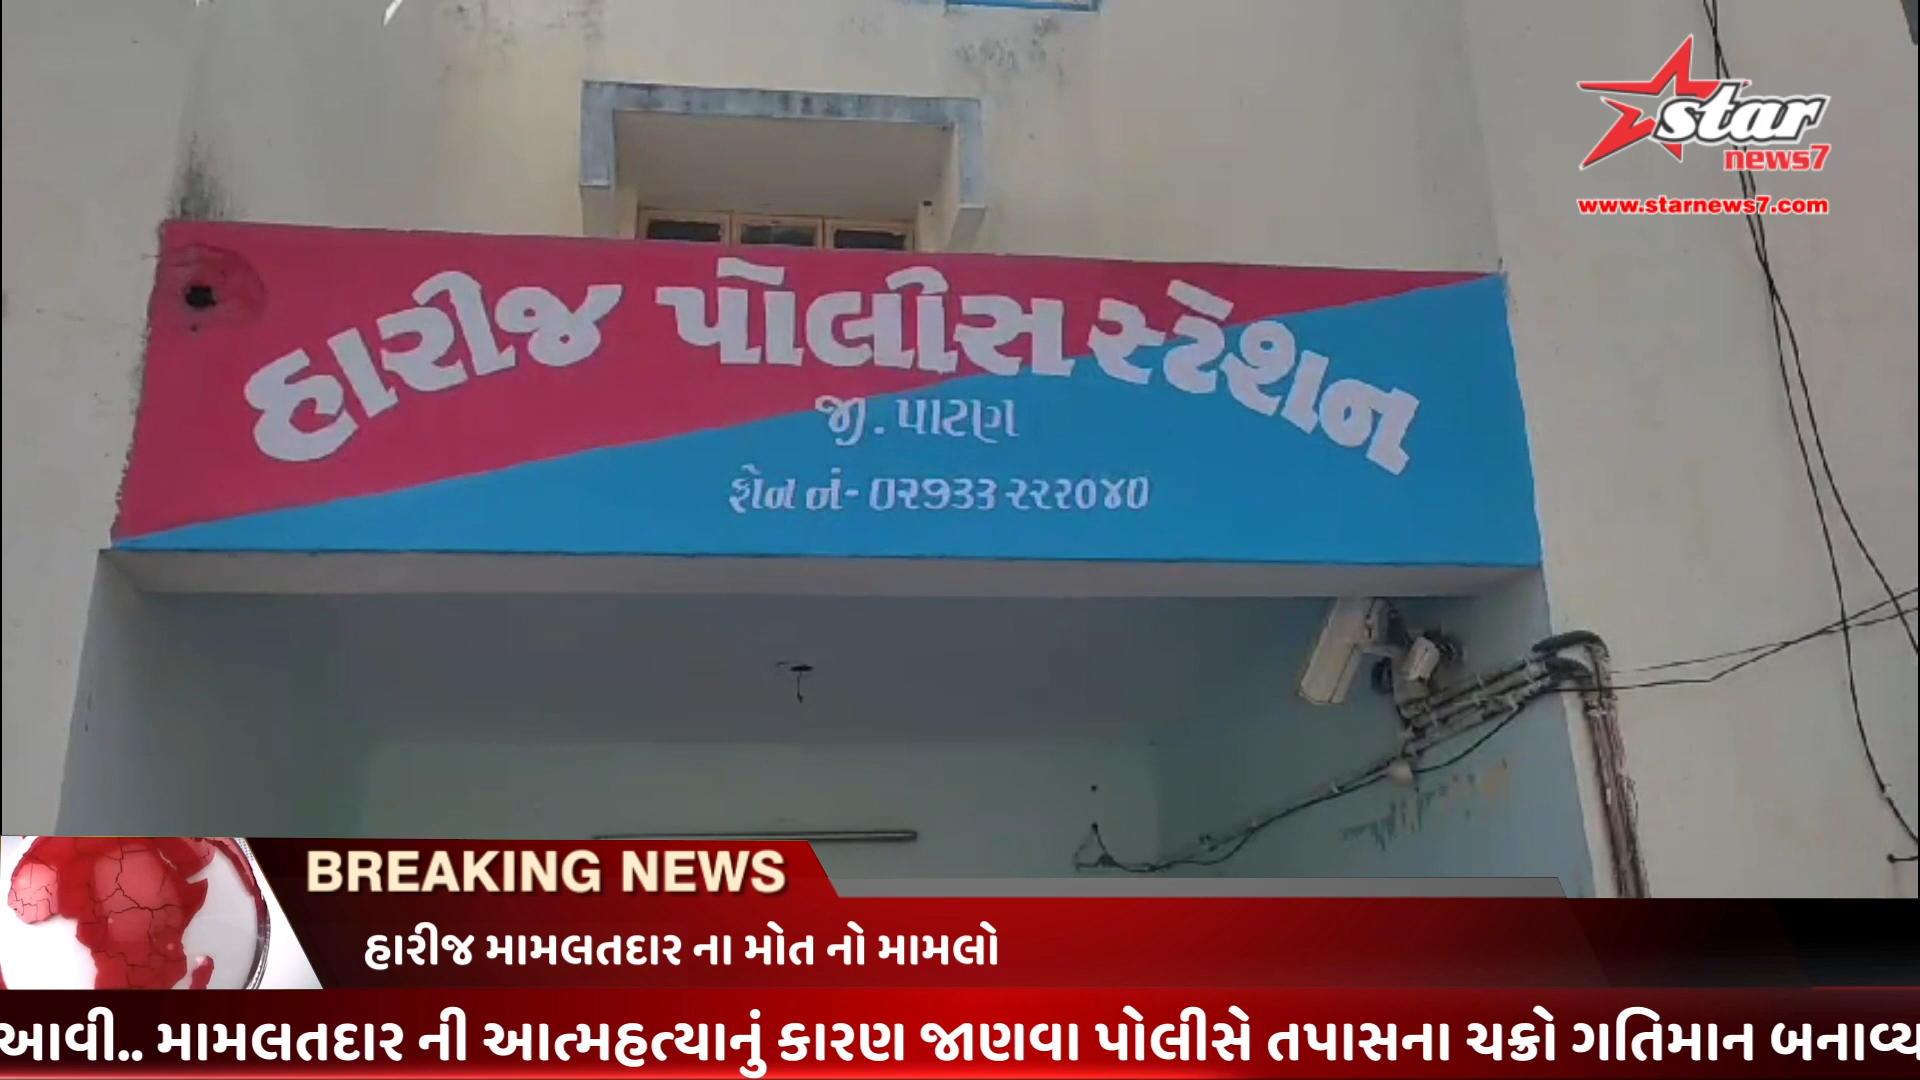 star
news7
www.starnews7.com
હારીજ પોલીસ સ્ટેશન
જી. પાટણ
ફોન નં- ૦૨૭૩૩ ૨૨૨૦૪૦
BREAKING NEWS
હારીજ મામલતદાર ના મોત નો મામલો
આવી.. મામલતદાર ની આત્મહત્યાનું કારણ જાણવા પોલીસે તપાસના ચક્રો ગતિમાન બનાવ્ય